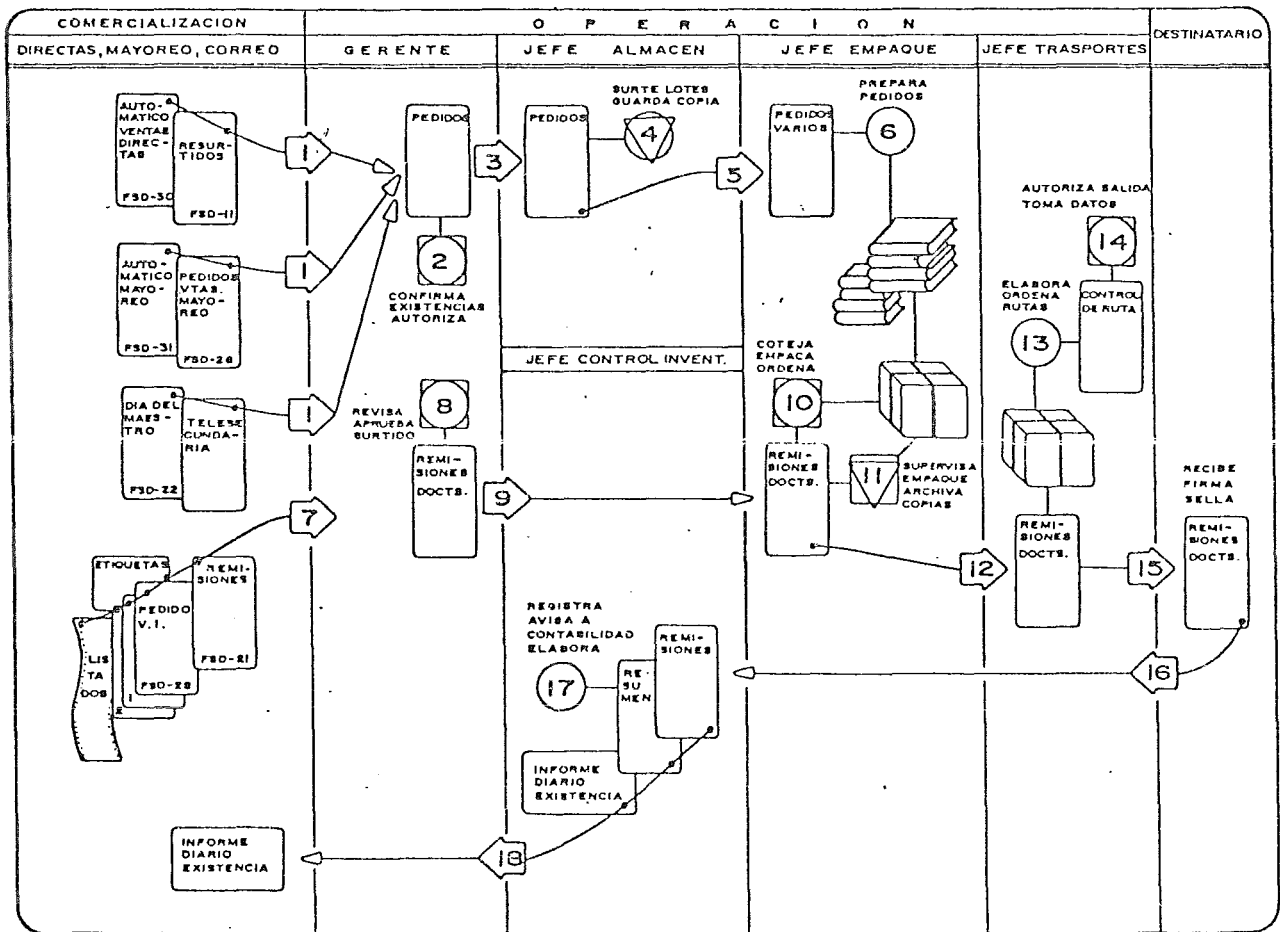 COMERCIALIZACION
O P E R A C I O N
DESTINATARIO
DIRECTAS, MAYOREO, CORREO
GERENTE
JEFE ALMACEN
JEFE EMPAQUE
JEFE TRASPORTES
AUTO-
MATICO
VENTAS
DIREC-
TAS
FSD-30
RESUR-
TIDOS
FSD-11
1
PEDIDOS
2
CONFIRMA
EXISTENCIAS
AUTORIZA
3
PEDIDOS
SURTE LOTES
GUARDA COPIA
4
5
PEDIDOS
VARIOS
PREPARA
PEDIDOS
6
AUTO-
MATICO
MAYO-
REO
FSD-31
PEDIDOS
VTAS.
MAYO-
REO
FSD-28
1
DIA DEL
MAES-
TRO
FSD-22
TELESE
CUNDA-
RIA
1
7
ETIQUETAS
REMI-
SIONES
FSD-21
PEDIDO
V.I.
FSD-28
1
2
LIS
TA
DOS
REVISA
APRUEBA
SURTIDO
8
REMI-
SIONES
DOCTS.
9
JEFE CONTROL INVENT.
COTEJA
EMPACA
ORDENA
10
REMI-
SIONES
DOCTS.
11
SUPERVISA
EMPAQUE
ARCHIVA
COPIAS
12
AUTORIZA SALIDA
TOMA DATOS
14
CONTROL
DE RUTA
ELABORA
ORDENA
RUTAS
13
REMI-
SIONES
DOCTS.
15
RECIBE
FIRMA
SELLA
REMI-
SIONES
DOCTS.
16
REGISTRA
AVISA A
CONTABILIDAD
ELABORA
17
REMI-
SIONES
RE-
SU
MEN
INFORME
DIARIO
EXISTENCIA
18
INFORME
DIARIO
EXISTENCIA